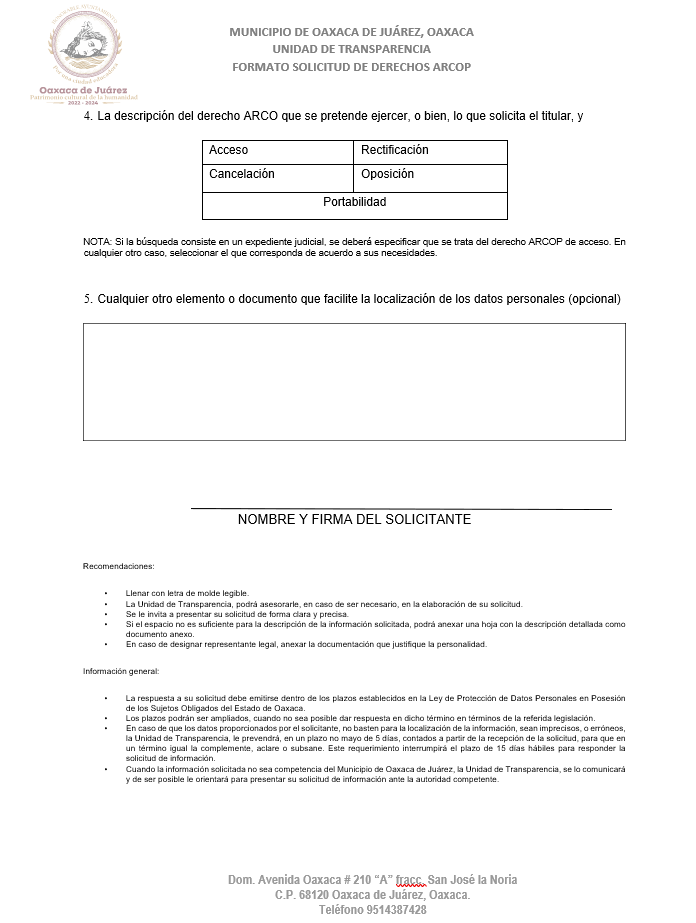 HONORABLE AYUNTAMIENTO
por una ciudad educadora
Oaxaca de Juárez
Patrimonio cultural de la humanidad
2022 - 2024
MUNICIPIO DE OAXACA DE JUÁREZ, OAXACA
UNIDAD DE TRANSPARENCIA
FORMATO SOLICITUD DE DERECHOS ARCOP
4. La descripción del derecho ARCO que se pretende ejercer, o bien, lo que solicita el titular, y
Acceso Rectificación
Cancelación Oposición
Portabilidad
NOTA: Si la búsqueda consiste en un expediente judicial, se deberá especificar que se trata del derecho ARCOP de acceso. En
cualquier otro caso, seleccionar el que corresponda de acuerdo a sus necesidades.
5. Cualquier otro elemento o documento que facilite la localización de los datos personales (opcional)
NOMBRE Y FIRMA DEL SOLICITANTE
Recomendaciones:
• Llenar con letra de molde legible.
• La Unidad de Transparencia, podrá asesorarle, en caso de ser necesario, en la elaboración de su solicitud.
• Se le invita a presentar su solicitud de forma clara y precisa.
• Si el espacio no es suficiente para la descripción de la información solicitada, podrá anexar una hoja con la descripción detallada como
documento anexo.
• En caso de designar representante legal, anexar la documentación que justifique la personalidad.
Información general:
• La respuesta a su solicitud debe emitirse dentro de los plazos establecidos en la Ley de Protección de Datos Personales en Posesión
de los Sujetos Obligados del Estado de Oaxaca.
• Los plazos podrán ser ampliados, cuando no sea posible dar respuesta en dicho término en términos de la referida legislación.
• En caso de que los datos proporcionados por el solicitante, no basten para la localización de la información, sean imprecisos, o erróneos,
la Unidad de Transparencia, le prevendrá, en un plazo no mayo de 5 días, contados a partir de la recepción de la solicitud, para que en
un término igual la complemente, aclare o subsane. Este requerimiento interrumpirá el plazo de 15 días hábiles para responder la
solicitud de información.
• Cuando la información solicitada no sea competencia del Municipio de Oaxaca de Juárez, la Unidad de Transparencia, se lo comunicará
y de ser posible le orientará para presentar su solicitud de información ante la autoridad competente.
Dom. Avenida Oaxaca # 210 “A” fracc. San José la Noria
C.P. 68120 Oaxaca de Juárez, Oaxaca.
Teléfono 9514387428